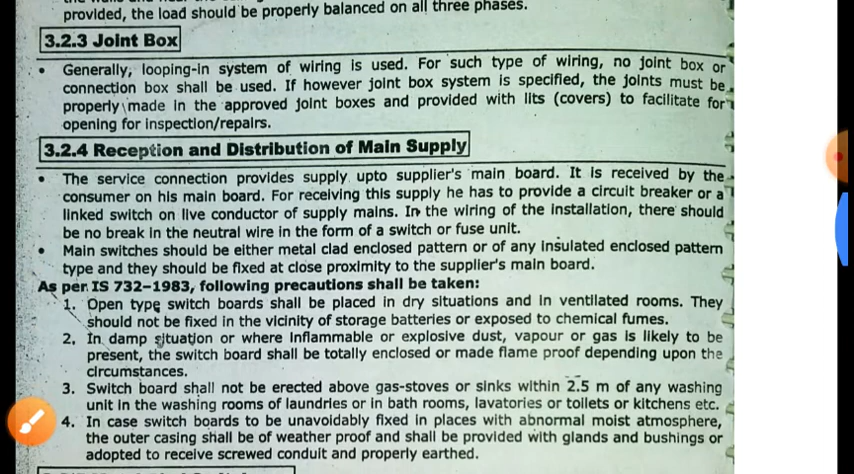 provided, the load should be properly balanced on all three phases.
3.2.3 Joint Box
• Generally, looping-in system of wiring is used. For such type of wiring, no joint box or
connection box shall be used. If however joint box system is specified, the joints must be
properly made in the approved joint boxes and provided with lits (covers) to facilitate for
opening for inspection/repairs.
3.2.4 Reception and Distribution of Main Supply
• The service connection provides supply upto supplier's main board. It is received by the
consumer on his main board. For receiving this supply he has to provide a circuit breaker or a
linked switch on live conductor of supply mains. In the wiring of the installation, there should
be no break in the neutral wire in the form of a switch or fuse unit.
• Main switches should be either metal clad enclosed pattern or of any insulated enclosed pattern
type and they should be fixed at close proximity to the supplier's main board.
As per IS 732–1983, following precautions shall be taken:
1. Open type switch boards shall be placed in dry situations and in ventilated rooms. They
should not be fixed in the vicinity of storage batteries or exposed to chemical fumes.
2. In damp situation or where inflammable or explosive dust, vapour or gas is likely to be
present, the switch board shall be totally enclosed or made flame proof depending upon the
circumstances.
3. Switch board shall not be erected above gas-stoves or sinks within 2.5 m of any washing
unit in the washing rooms of laundries or in bath rooms, lavatories or toilets or kitchens etc.
4. In case switch boards to be unavoidably fixed in places with abnormal moist atmosphere,
the outer casing shall be of weather proof and shall be provided with glands and bushings or
adopted to receive screwed conduit and properly earthed.